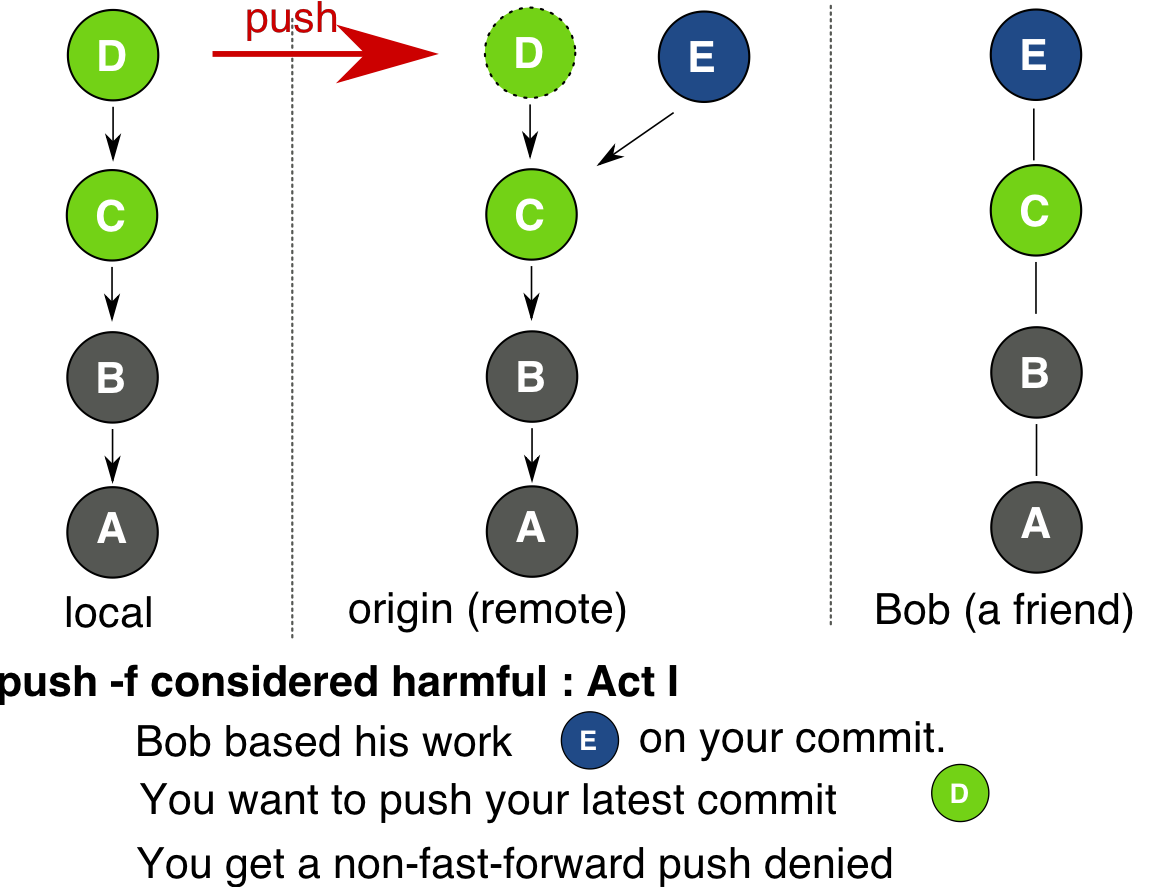 push
D D E E
C C C
B B B
A A A
local origin (remote) Bob (a friend)
push -f considered harmful : Act I
Bob based his work E on your commit.
You want to push your latest commit D
You get a non-fast-forward push denied